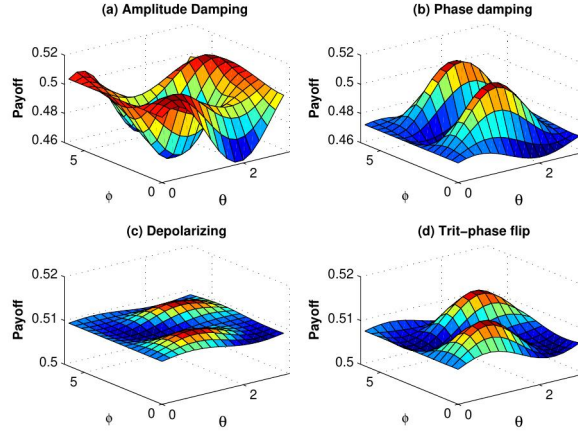 (a) Amplitude Damping
0.52
0.5
0.48
0.46
Payoff
5
0
ϕ
0
2
θ
(b) Phase damping
0.52
0.5
0.48
0.46
Payoff
5
0
ϕ
0
2
θ
(c) Depolarizing
0.52
0.51
0.5
Payoff
5
0
ϕ
0
2
θ
(d) Trit−phase flip
0.52
0.51
0.5
Payoff
5
0
ϕ
0
2
θ